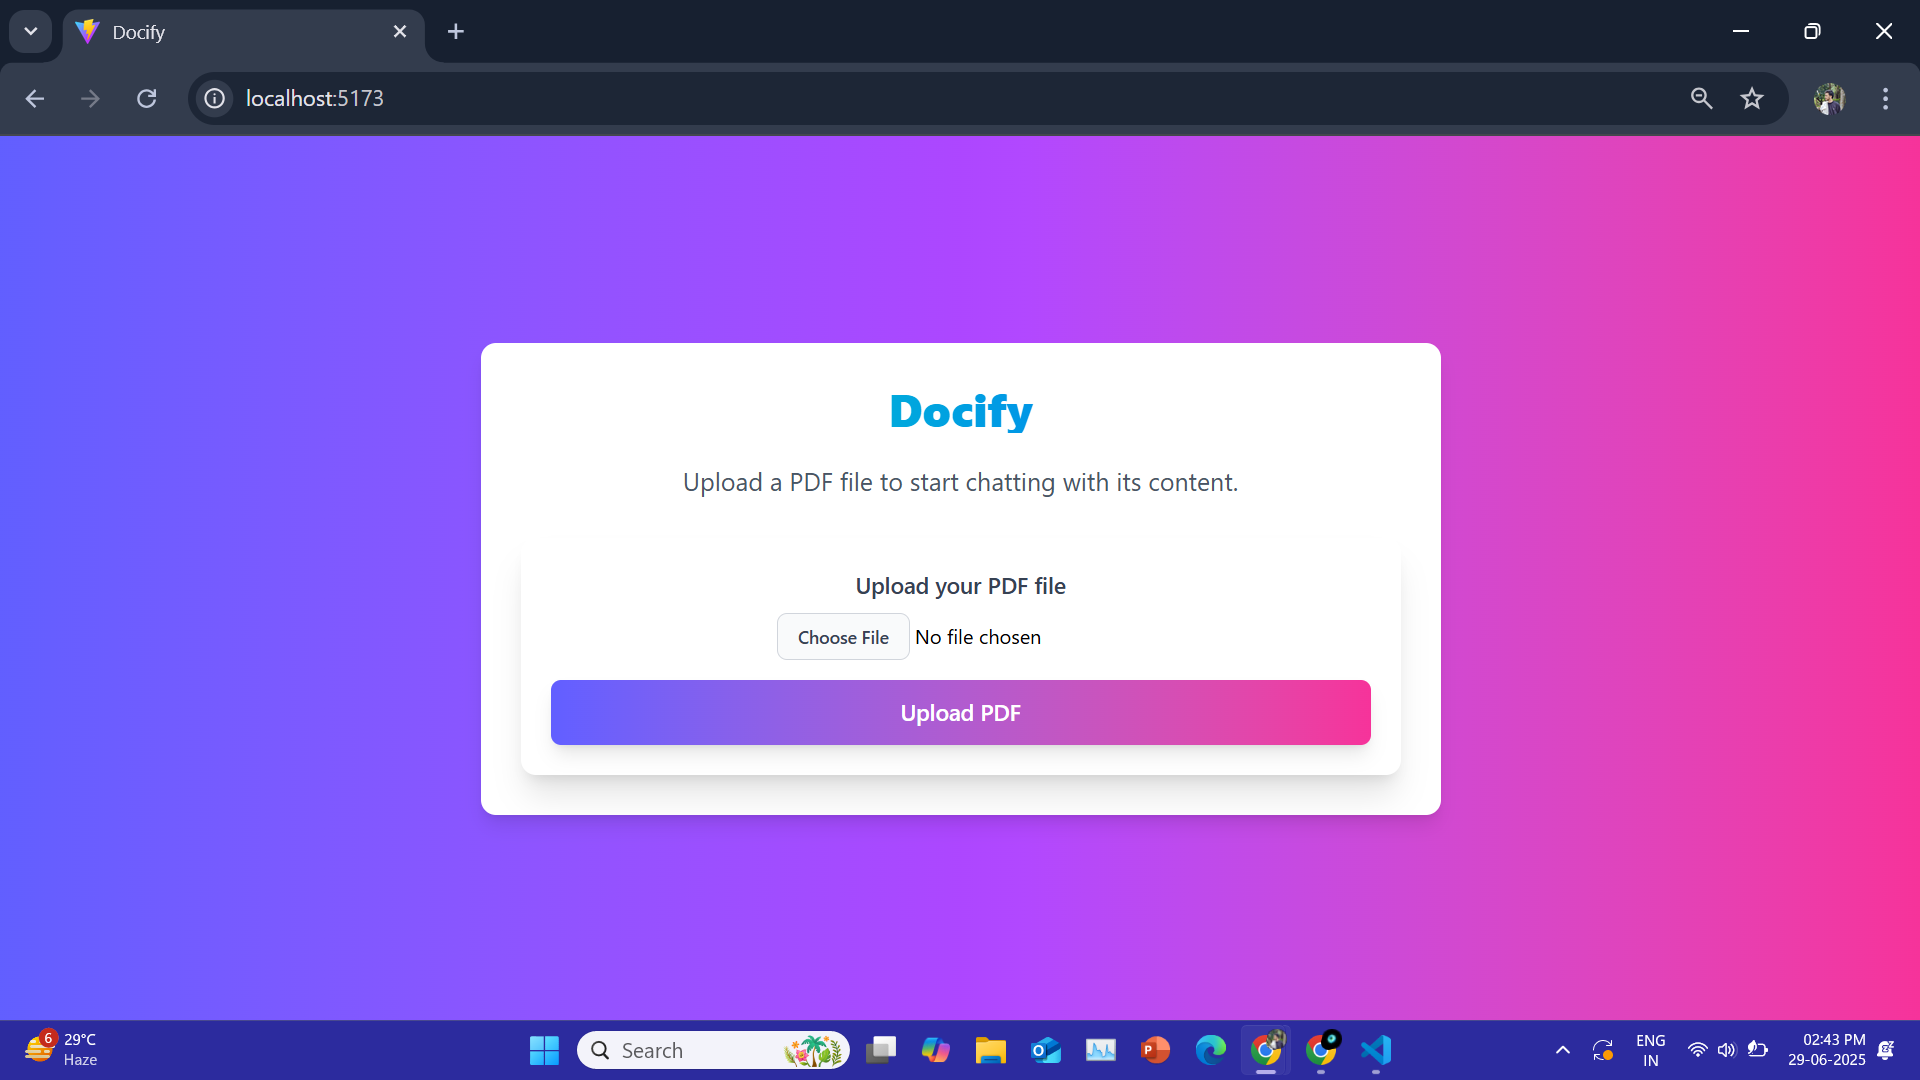 Docify
localhost:5173
Docify
Upload a PDF file to start chatting with its content.
Upload your PDF file
Choose File No file chosen
Upload PDF
6
29°C
Haze
Search
ENG
IN
02:43 PM
29-06-2025